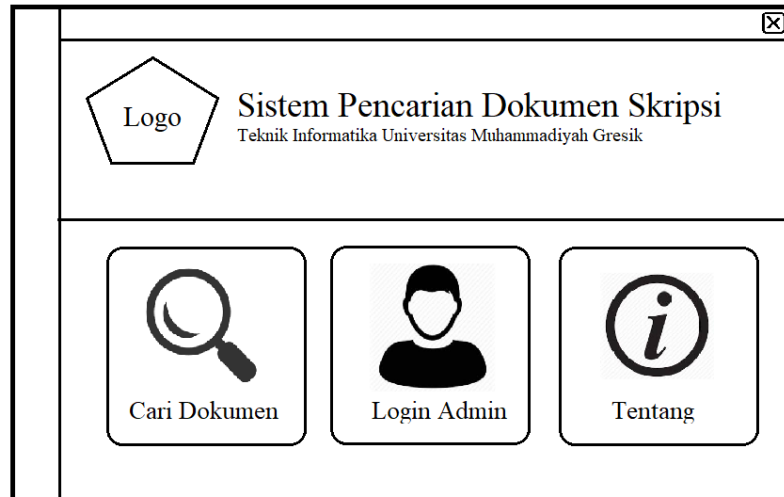 Logo
Sistem Pencarian Dokumen Skripsi
Teknik Informatika Universitas Muhammadiyah Gresik
Cari Dokumen
Login Admin
Tentang